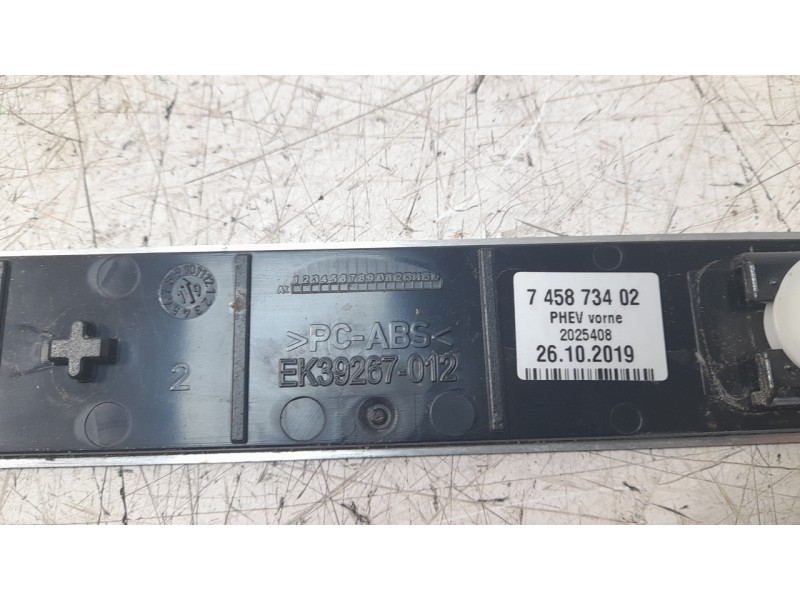 7 458 734 02
PHEV vorne
2025408
26.10.2019
>PC-ABS<
EK39267-012
2